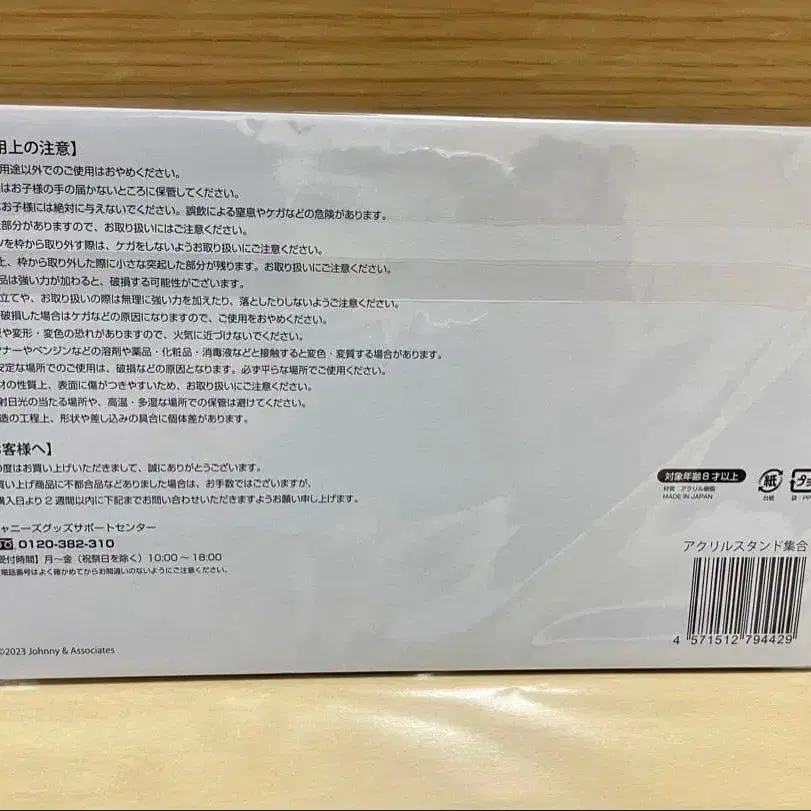 用上の注意】
用途以外でのご使用はおやめください。
はお子様の手の届かないところに保管してください。
お子様には絶対に与えないでください。誤飲による窒息やケガなどの危険があります。
部分がありますので、お取り扱いにはご注意ください。
ツを枠から取り外す際は、ケガをしないようお取り扱いにご注意ください。
上、枠から取り外した際に小さな突起した部分が残ります。お取り扱いにご注意ください。
品は強い力が加わると、破損する可能性がございます。
立てや、お取り扱いの際は無理に強い力を加えたり、落としたりしないようご注意ください。
破損した場合はケガなどの原因になりますので、ご使用をおやめください。
や変形・変色の恐れがありますので、火気に近づけないでください。
ンナーやベンジンなどの溶剤や薬品・化粧品・消毒液などと接触すると変色・変質する場合があります。
安定な場所でのご使用は、破損などの原因となります。必ず平らな場所でご使用ください。
材の性質上、表面に傷がつきやすいため、お取り扱いにご注意ください。
射日光の当たる場所や、高温・多湿な場所での保管は避けてください。
造の工程上、形状や差し込みの具合に個体差があります。
お客様へ】
の度はお買い上げいただきまして、誠にありがとうございます。
買い上げ商品に不都合品などありました場合は、お手数ではございますが、
購入日より2週間以内に下記までお問い合わせいただきますようお願い申し上げます。
ャニーズグッズサポートセンター
0120-382-310
受付時間】月〜金（祝祭日を除く）10:00〜18:00
電話番号はよく確かめてからお間違いのないようにご注意ください。
©2023 Johnny & Associates
対象年齢8才以上
材質：アクリル樹脂
MADE IN JAPAN
紙
台紙
プラ
袋：PP
アクリルスタンド集合
4 571512 794429